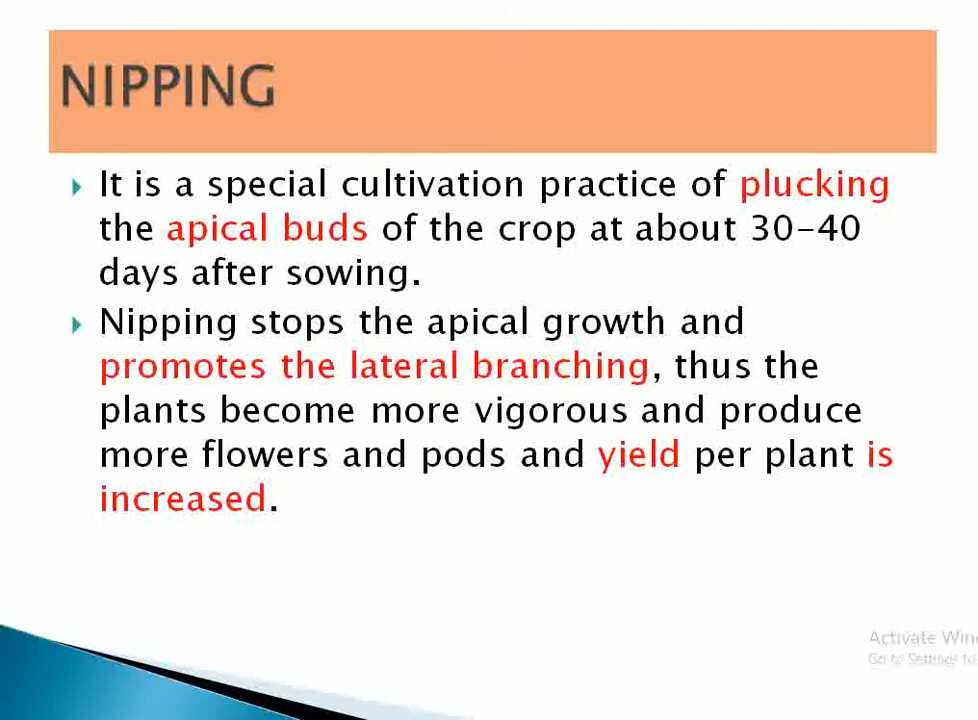 NIPPING
It is a special cultivation practice of plucking
the apical buds of the crop at about 30-40
days after sowing.
Nipping stops the apical growth and
promotes the lateral branching, thus the
plants become more vigorous and produce
more flowers and pods and yield per plant is
increased.
Activate Win
Go to Settings to